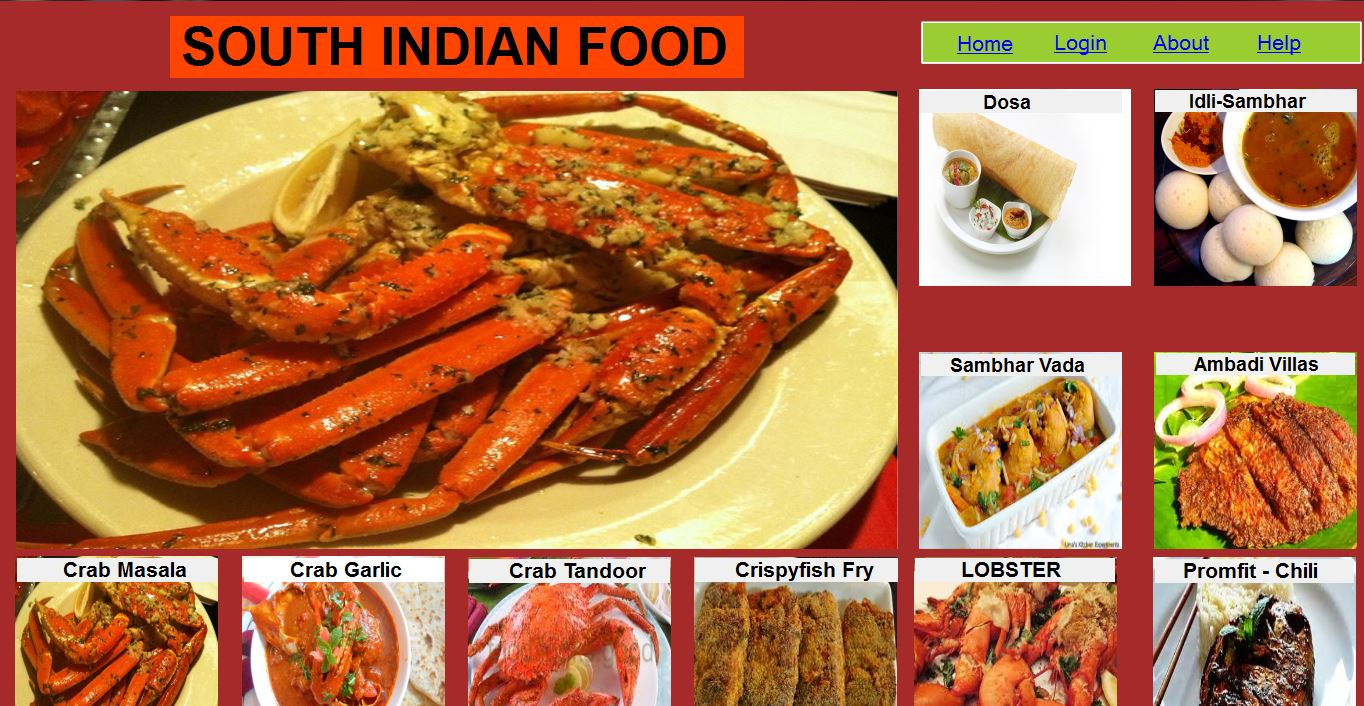 SOUTH INDIAN FOOD
Home Login About Help
Dosa
Idli-Sambhar
Sambhar Vada
Ambadi Villas
Crab Masala
Crab Garlic
Crab Tandoor
Crispyfish Fry
LOBSTER
Promfit - Chili